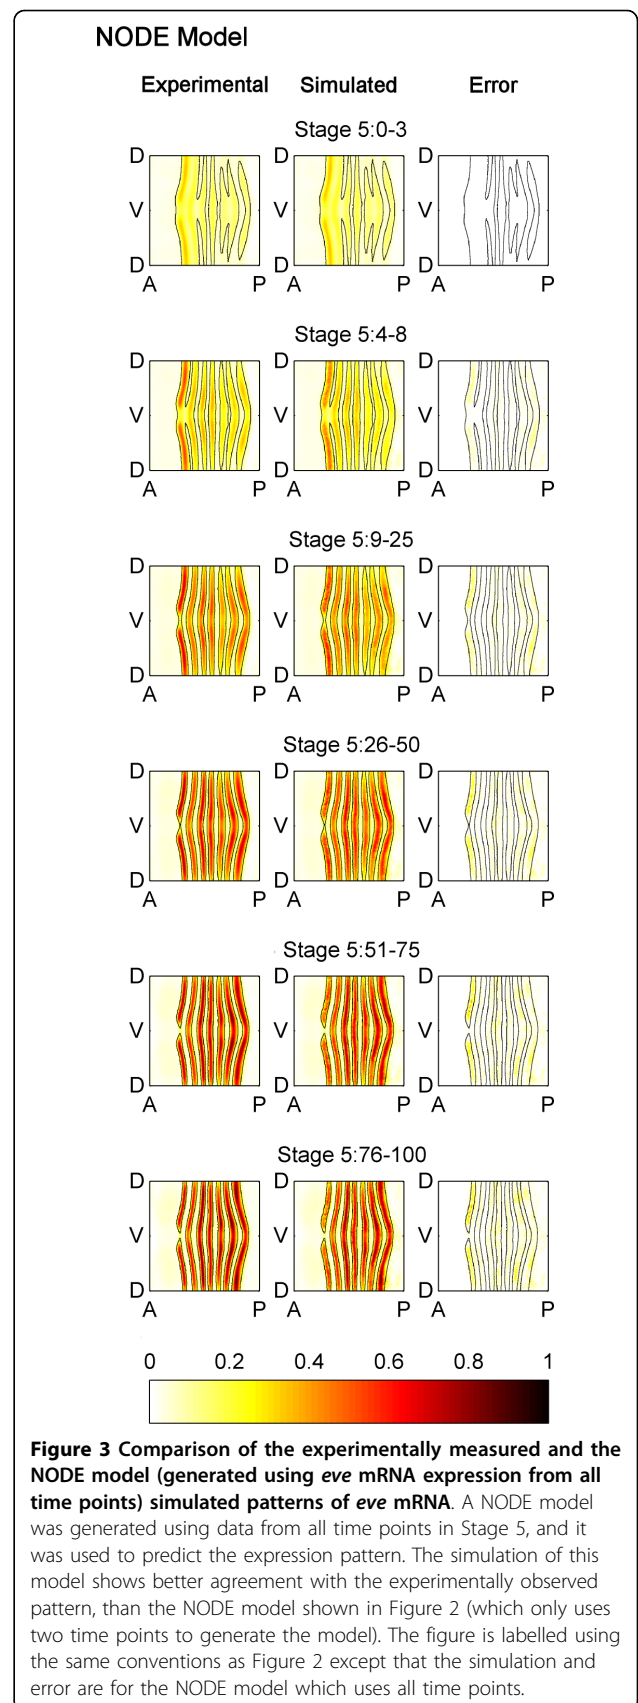 NODE Model
Experimental Simulated Error
Stage 5:0-3
D D D
V V V
D D D
A P A P A P
Stage 5:4-8
D D D
V V V
D D D
A P A P A P
Stage 5:9-25
D D D
V V V
D D D
A P A P A P
Stage 5:26-50
D D D
V V V
D D D
A P A P A P
Stage 5:51-75
D D D
V V V
D D D
A P A P A P
Stage 5:76-100
D D D
V V V
D D D
A P A P A P
0 0.2 0.4 0.6 0.8 1
Figure 3 Comparison of the experimentally measured and the
NODE model (generated using eve mRNA expression from all
time points) simulated patterns of eve mRNA. A NODE model
was generated using data from all time points in Stage 5, and it
was used to predict the expression pattern. The simulation of this
model shows better agreement with the experimentally observed
pattern, than the NODE model shown in Figure 2 (which only uses
two time points to generate the model). The figure is labelled using
the same conventions as Figure 2 except that the simulation and
error are for the NODE model which uses all time points.